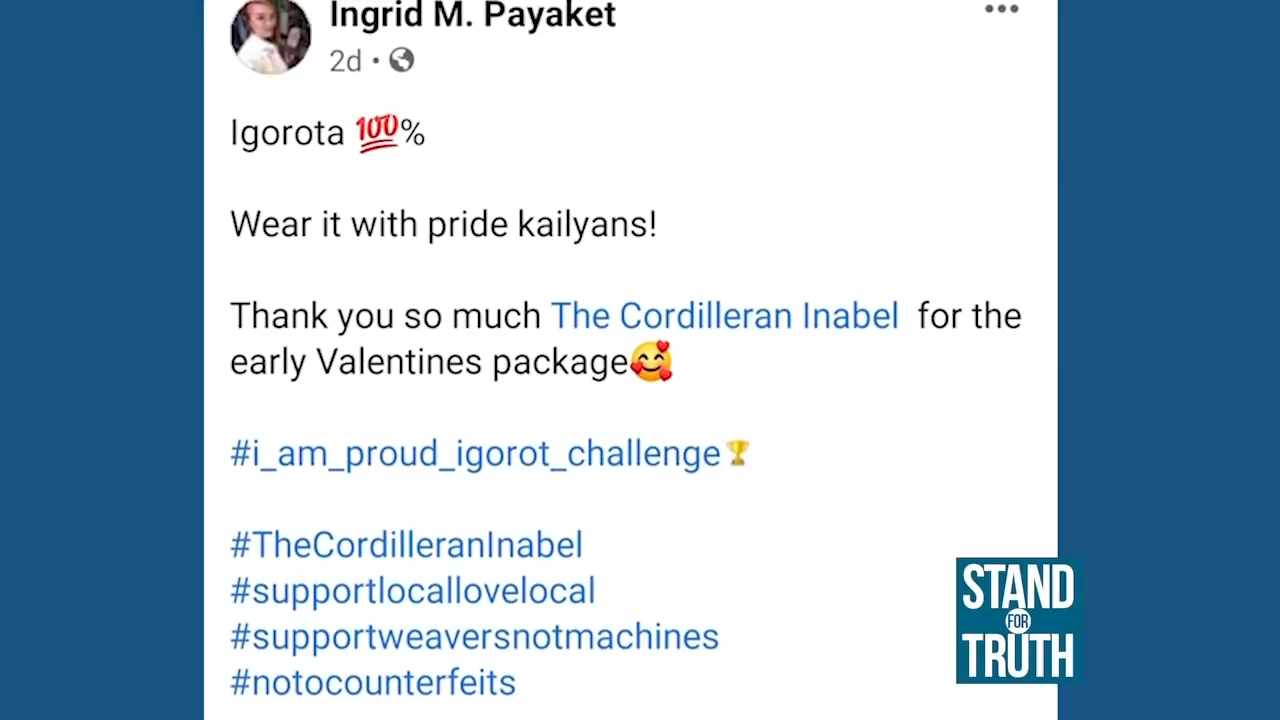 Ingrid M. Payaket
2d
Igorota 💯%
Wear it with pride kailyans!
Thank you so much The Cordilleran Inabel for the
early Valentines package🥰
#i_am_proud_igorot_challenge🏆
#TheCordilleranInabel
#supportlocallovelocal
#supportweaversnotmachines
#notocounterfeits
STAND
FOR
TRUTH